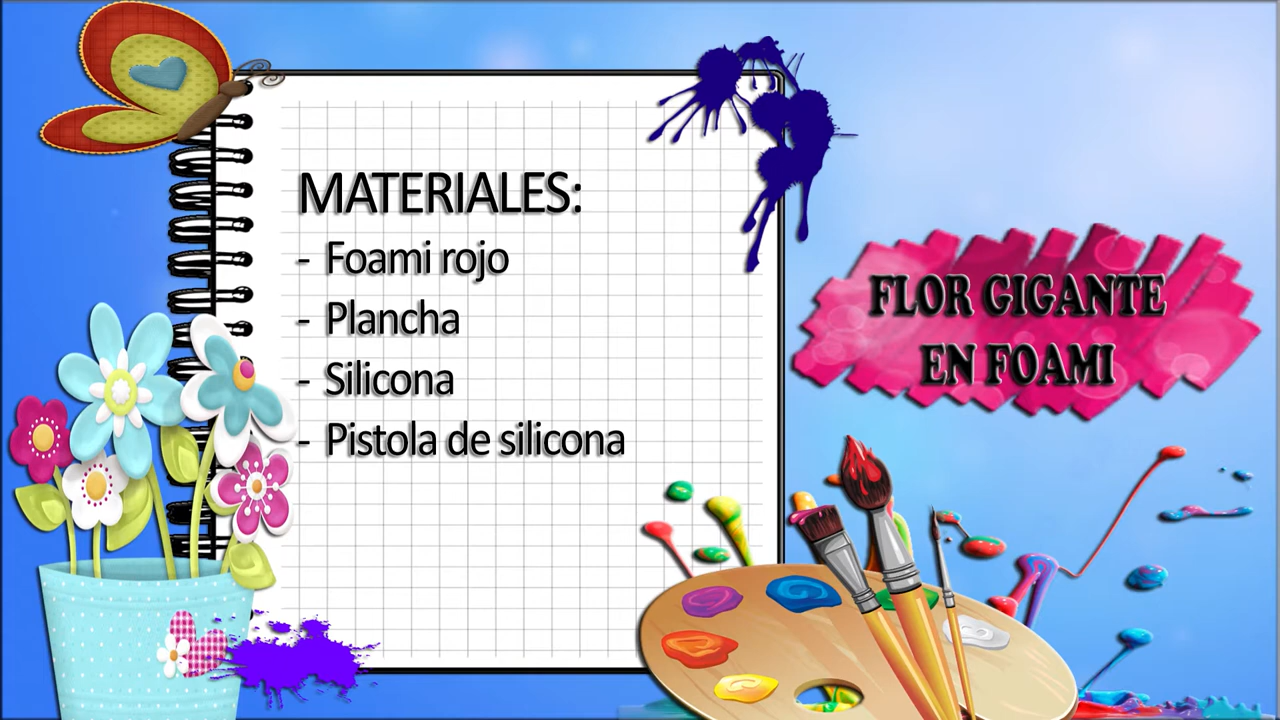 MATERIALES:
- Foami rojo
- Plancha
- Silicona
- Pistola de silicona
FLOR GIGANTE
EN FOAMI